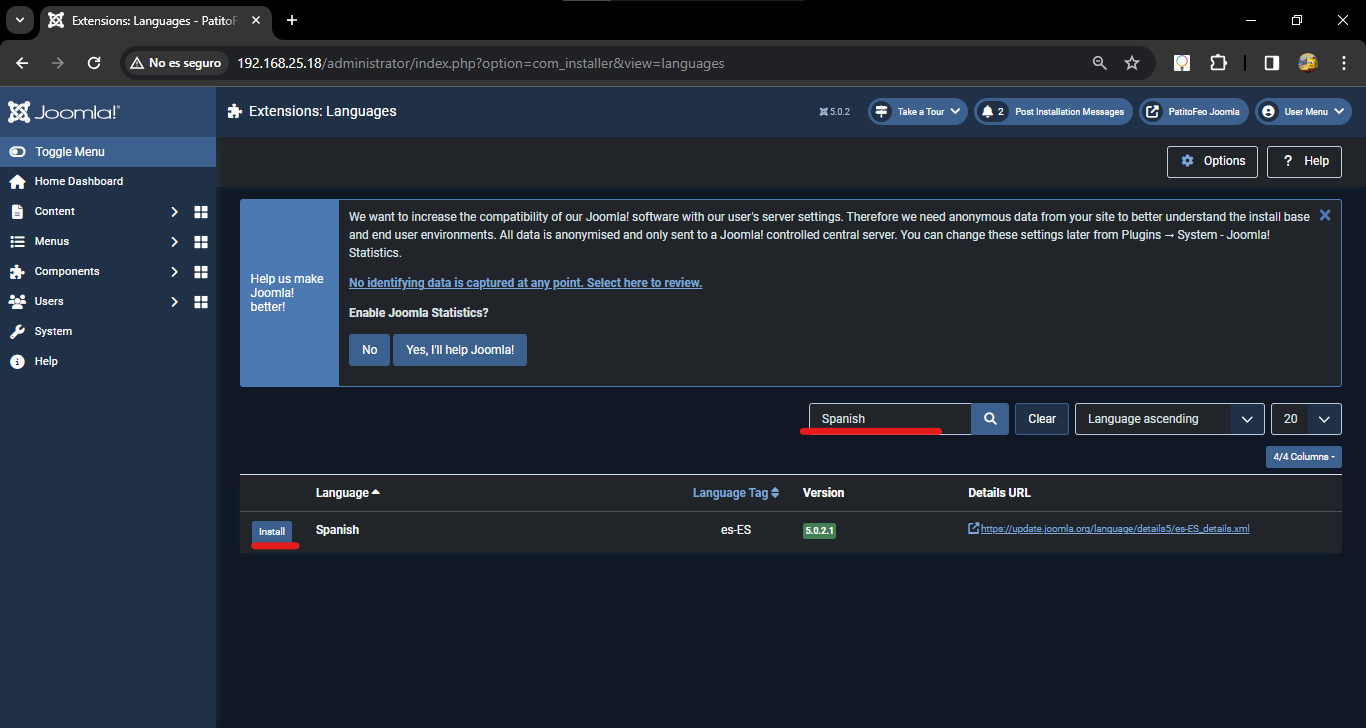 Extensions: Languages - PatitoF
No es seguro
192.168.25.18/administrator/index.php?option=com_installer&view=languages
Joomla!®
Extensions: Languages
5.0.2
Take a Tour
2
Post Installation Messages
PatitoFeo Joomla
User Menu
Toggle Menu
Home Dashboard
Content
Menus
Components
Users
System
Help
Options
? Help
Help us make
Joomla!
better!
We want to increase the compatibility of our Joomla! software with our user's server settings. Therefore we need anonymous data from your site to better understand the install base
and end user environments. All data is anonymised and only sent to a Joomla! controlled central server. You can change these settings later from Plugins → System - Joomla!
Statistics.
No identifying data is captured at any point. Select here to review.
Enable Joomla Statistics?
No
Yes, I'll help Joomla!
Spanish
Clear
Language ascending
20
4/4 Columns
Language
Language Tag
Version
Details URL
Install
Spanish
es-ES
5.0.2.1
https://update.joomla.org/language/details5/es-ES_details.xml